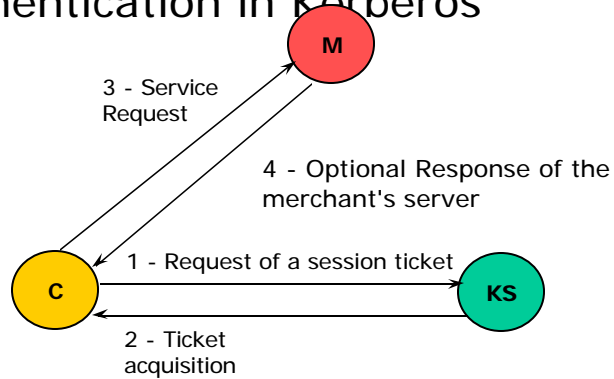 M
3 - Service
Request
4 - Optional Response of the
merchant's server
1 - Request of a session ticket
C
KS
2 - Ticket
acquisition